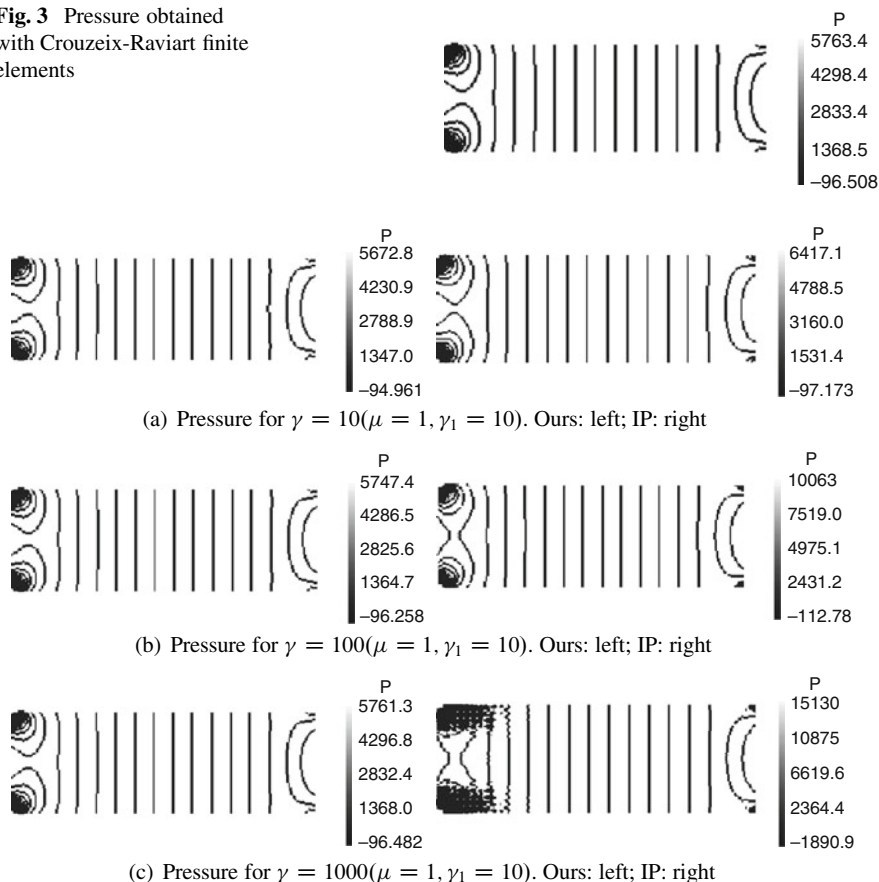 Fig. 3 Pressure obtained
with Crouzeix-Raviart finite
elements
P
5763.4
4298.4
2833.4
1368.5
–96.508
P
5672.8
4230.9
2788.9
1347.0
–94.961
P
6417.1
4788.5
3160.0
1531.4
–97.173
(a) Pressure for γ = 10(μ = 1, γ₁ = 10). Ours: left; IP: right
P
5747.4
4286.5
2825.6
1364.7
–96.258
P
10063
7519.0
4975.1
2431.2
–112.78
(b) Pressure for γ = 100(μ = 1, γ₁ = 10). Ours: left; IP: right
P
5761.3
4296.8
2832.4
1368.0
–96.482
P
15130
10875
6619.6
2364.4
–1890.9
(c) Pressure for γ = 1000(μ = 1, γ₁ = 10). Ours: left; IP: right